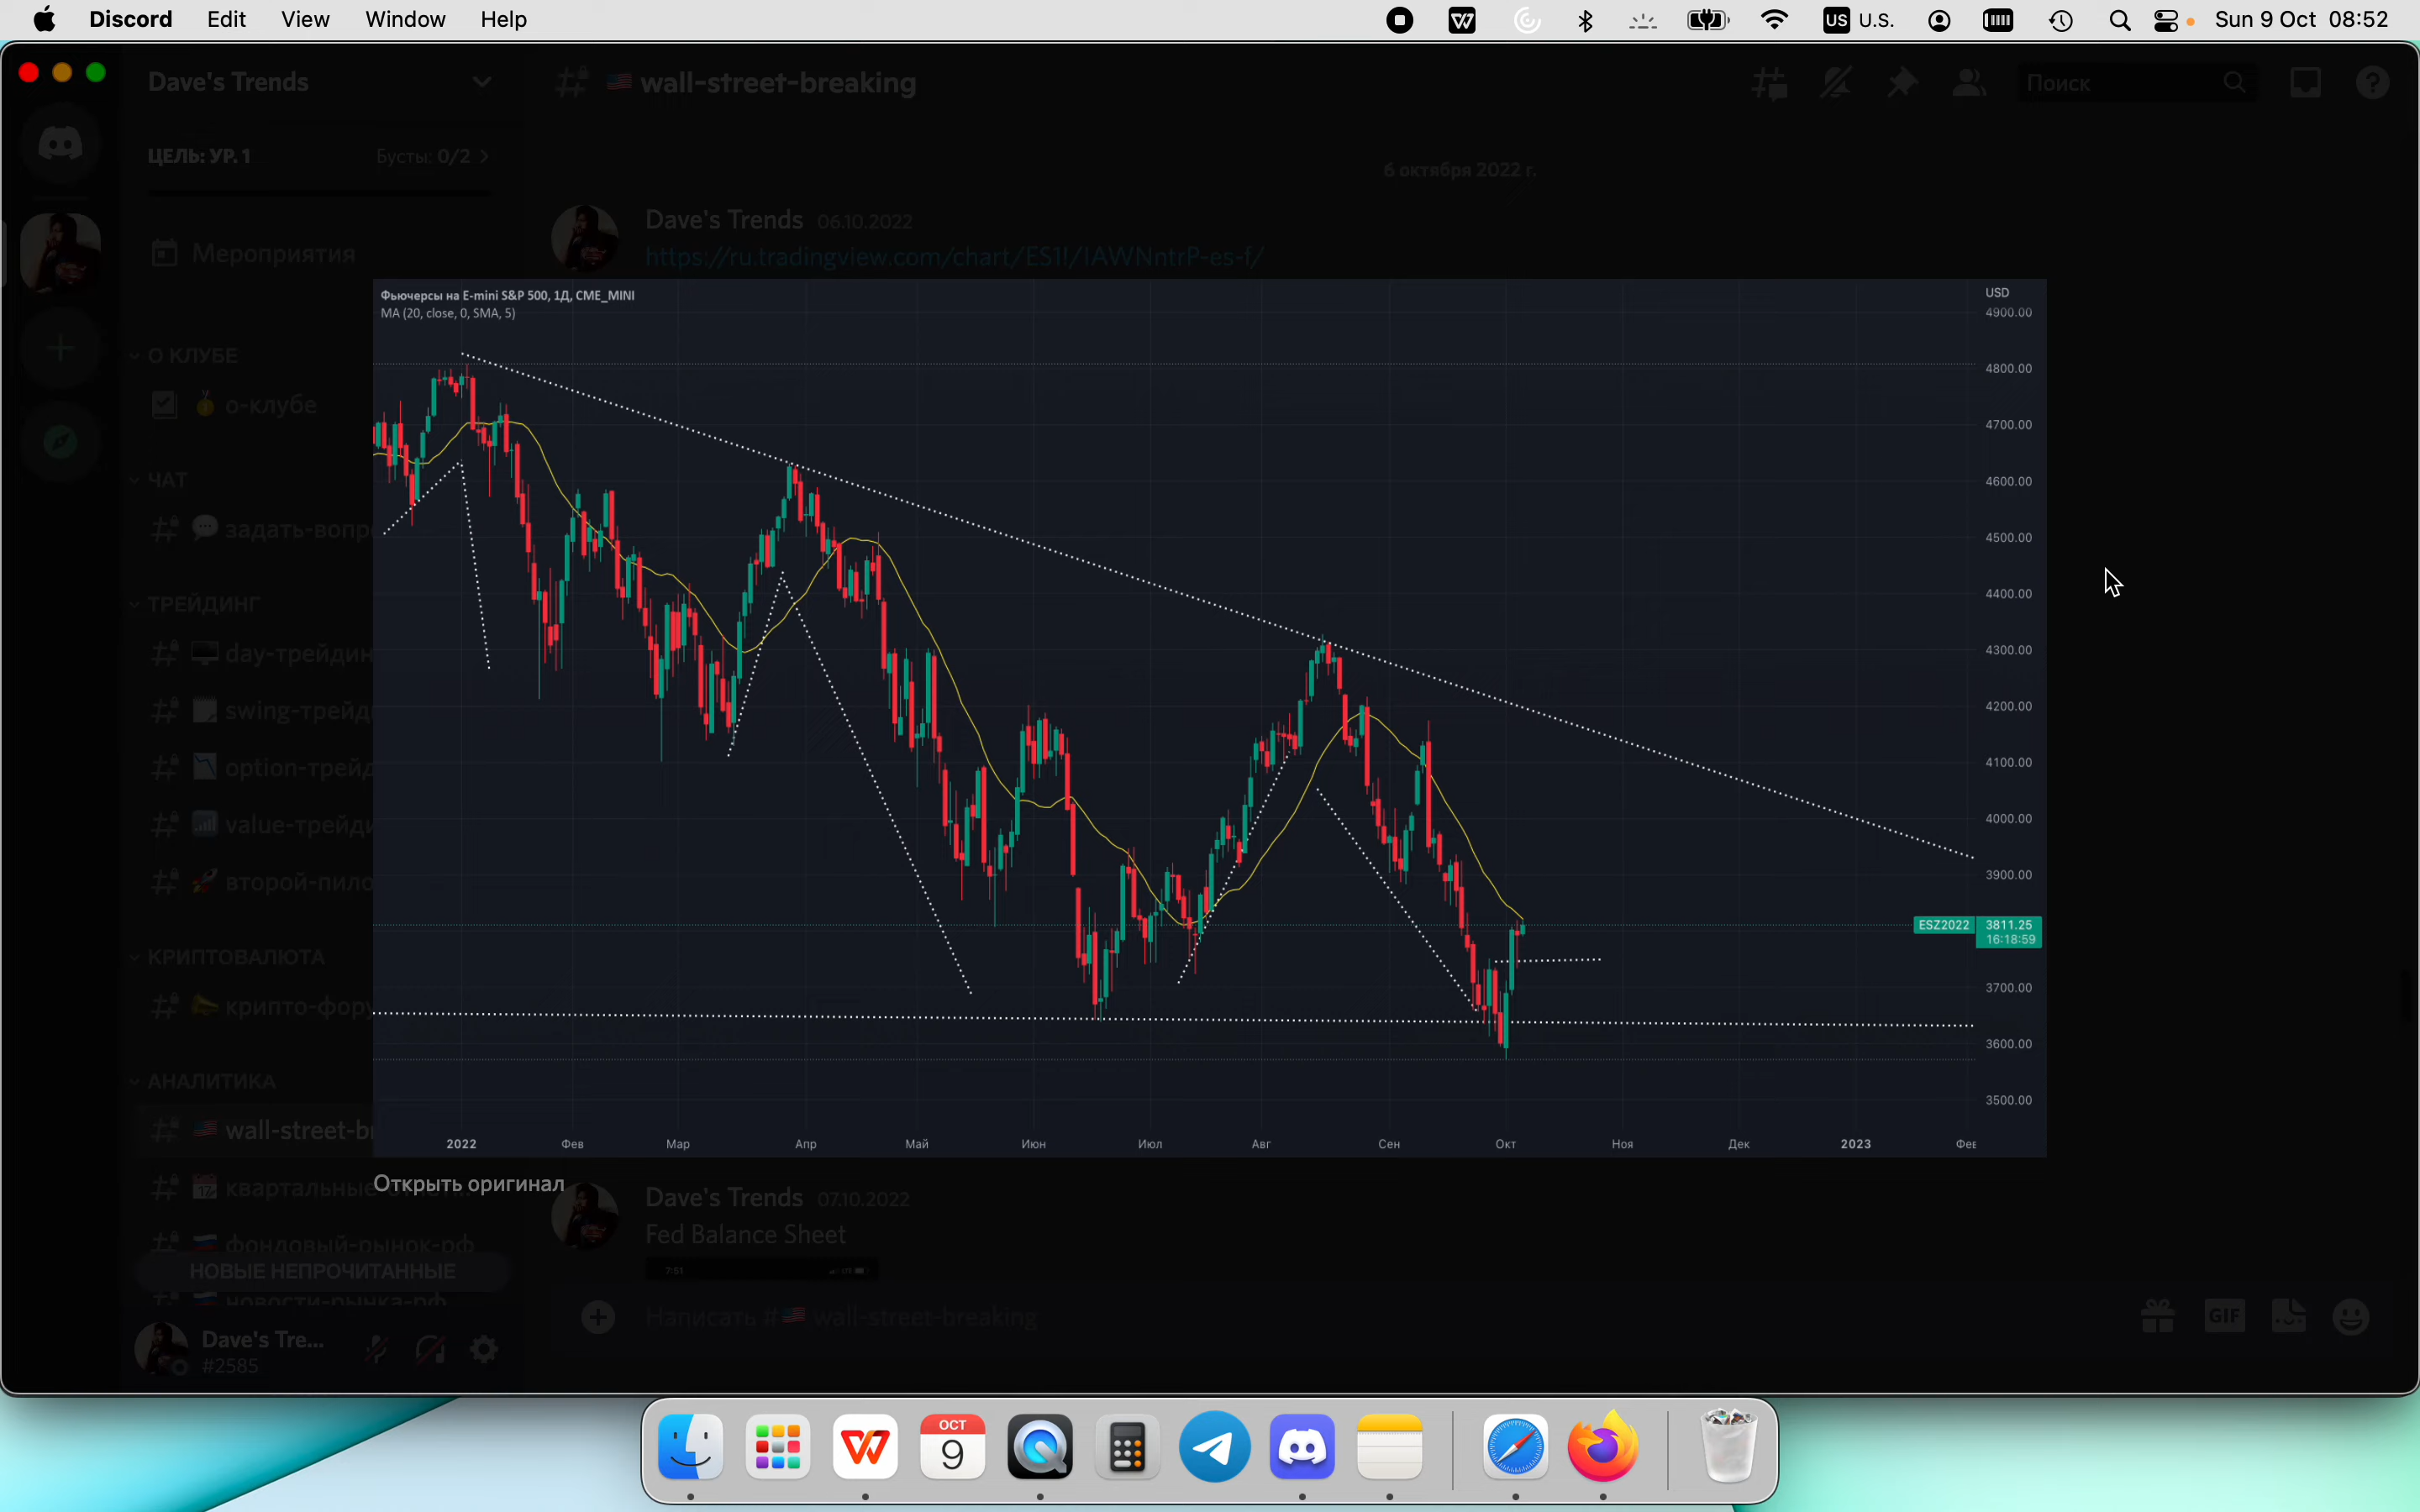 Discord Edit View Window Help
US U.S. Sun 9 Oct 08:52
Dave's Trends
wall-street-breaking
Поиск
ЦЕЛЬ: УР. 1 Бусты: 0/2
Мероприятия
О КЛУБЕ
о-клубе
ЧАТ
задать-вопр
ТРЕЙДИНГ
day-трейдин
swing-трейд
option-трейд
value-трейди
второй-пило
КРИПТОВАЛЮТА
крипто-фору
АНАЛИТИКА
wall-street-b
квартальные
фондовый-рынок-рф
НОВЫЕ НЕПРОЧИТАННЫЕ
новости-рынка-рф
Dave's Tre...
#2585
6 октября 2022 г.
Dave's Trends 06.10.2022
https://ru.tradingview.com/chart/ES1!/IAWNntrP-es-f/
Фьючерсы на E-mini S&P 500, 1Д, CME_MINI
MA (20, close, 0, SMA, 5)
USD
4900.00
4800.00
4700.00
4600.00
4500.00
4400.00
4300.00
4200.00
4100.00
4000.00
3900.00
ESZ2022 3811.25
16:18:59
3700.00
3600.00
3500.00
2022 Фев Мар Апр Май Июн Июл Авг Сен Окт Ноя Дек 2023 Фев
Открыть оригинал
Dave's Trends 07.10.2022
Fed Balance Sheet
7:51
Написать #wall-street-breaking
GIF
OCT
9